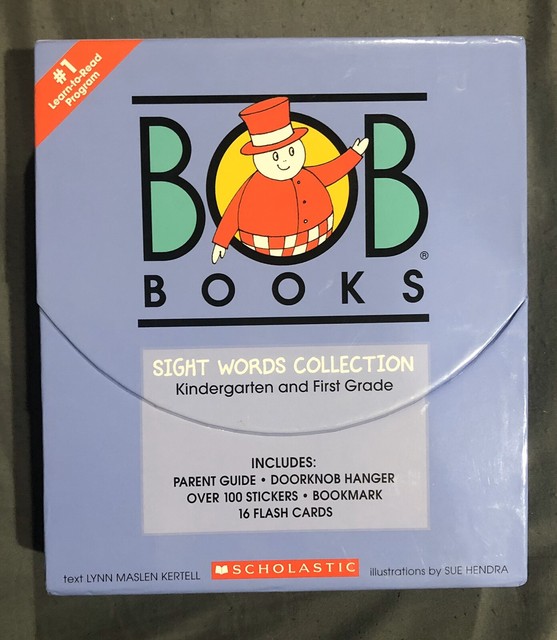 #1
Learn-to-Read
Program
BOB®
BOOKS
SIGHT WORDS COLLECTION
Kindergarten and First Grade
INCLUDES:
PARENT GUIDE • DOORKNOB HANGER
OVER 100 STICKERS • BOOKMARK
16 FLASH CARDS
text LYNN MASLEN KERTELL
SCHOLASTIC
illustrations by SUE HENDRA